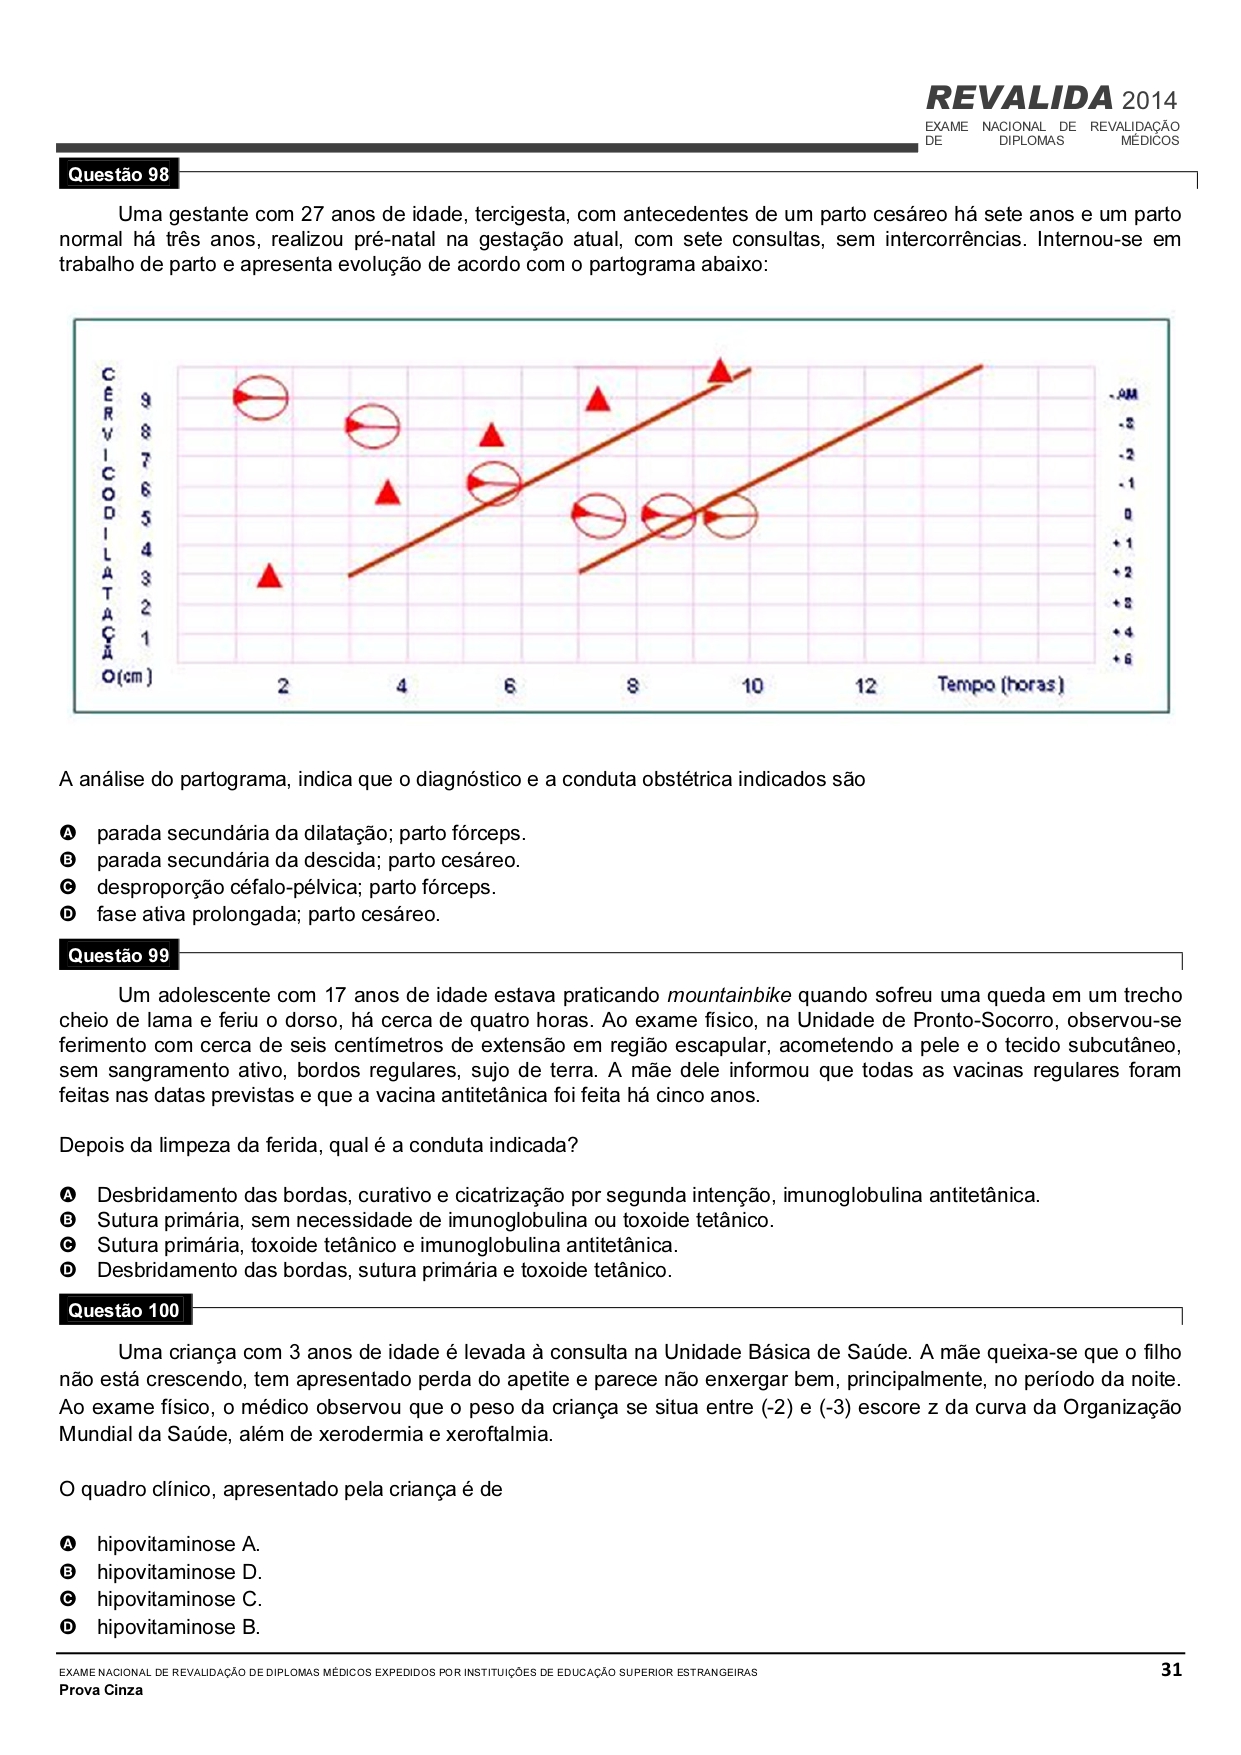 REVALIDA 2014
EXAME NACIONAL DE REVALIDAÇÃO
DE DIPLOMAS MÉDICOS
Questão 98
Uma gestante com 27 anos de idade, tercigesta, com antecedentes de um parto cesáreo há sete anos e um parto
normal há três anos, realizou pré-natal na gestação atual, com sete consultas, sem intercorrências. Internou-se em
trabalho de parto e apresenta evolução de acordo com o partograma abaixo:
CÊRVICODILATAÇÃO(cm)
9
8
7
6
5
4
3
2
1
-.AM
-3
-2
-1
0
+1
+2
+3
+4
2 4 6 8 10 12 Tempo (horas)
A análise do partograma, indica que o diagnóstico e a conduta obstétrica indicados são
A parada secundária da dilatação; parto fórceps.
B parada secundária da descida; parto cesáreo.
C desproporção céfalo-pélvica; parto fórceps.
D fase ativa prolongada; parto cesáreo.
Questão 99
Um adolescente com 17 anos de idade estava praticando mountainbike quando sofreu uma queda em um trecho
cheio de lama e feriu o dorso, há cerca de quatro horas. Ao exame físico, na Unidade de Pronto-Socorro, observou-se
ferimento com cerca de seis centímetros de extensão em região escapular, acometendo a pele e o tecido subcutâneo,
sem sangramento ativo, bordos regulares, sujo de terra. A mãe dele informou que todas as vacinas regulares foram
feitas nas datas previstas e que a vacina antitetânica foi feita há cinco anos.
Depois da limpeza da ferida, qual é a conduta indicada?
A Desbridamento das bordas, curativo e cicatrização por segunda intenção, imunoglobulina antitetânica.
B Sutura primária, sem necessidade de imunoglobulina ou toxoide tetânico.
C Sutura primária, toxoide tetânico e imunoglobulina antitetânica.
D Desbridamento das bordas, sutura primária e toxoide tetânico.
Questão 100
Uma criança com 3 anos de idade é levada à consulta na Unidade Básica de Saúde. A mãe queixa-se que o filho
não está crescendo, tem apresentado perda do apetite e parece não enxergar bem, principalmente, no período da noite.
Ao exame físico, o médico observou que o peso da criança se situa entre (-2) e (-3) escore z da curva da Organização
Mundial da Saúde, além de xerodermia e xeroftalmia.
O quadro clínico, apresentado pela criança é de
A hipovitaminose A.
B hipovitaminose D.
C hipovitaminose C.
D hipovitaminose B.
EXAME NACIONAL DE REVALIDAÇÃO DE DIPLOMAS MÉDICOS EXPEDIDOS POR INSTITUIÇÕES DE EDUCAÇÃO SUPERIOR ESTRANGEIRAS 31
Prova Cinza